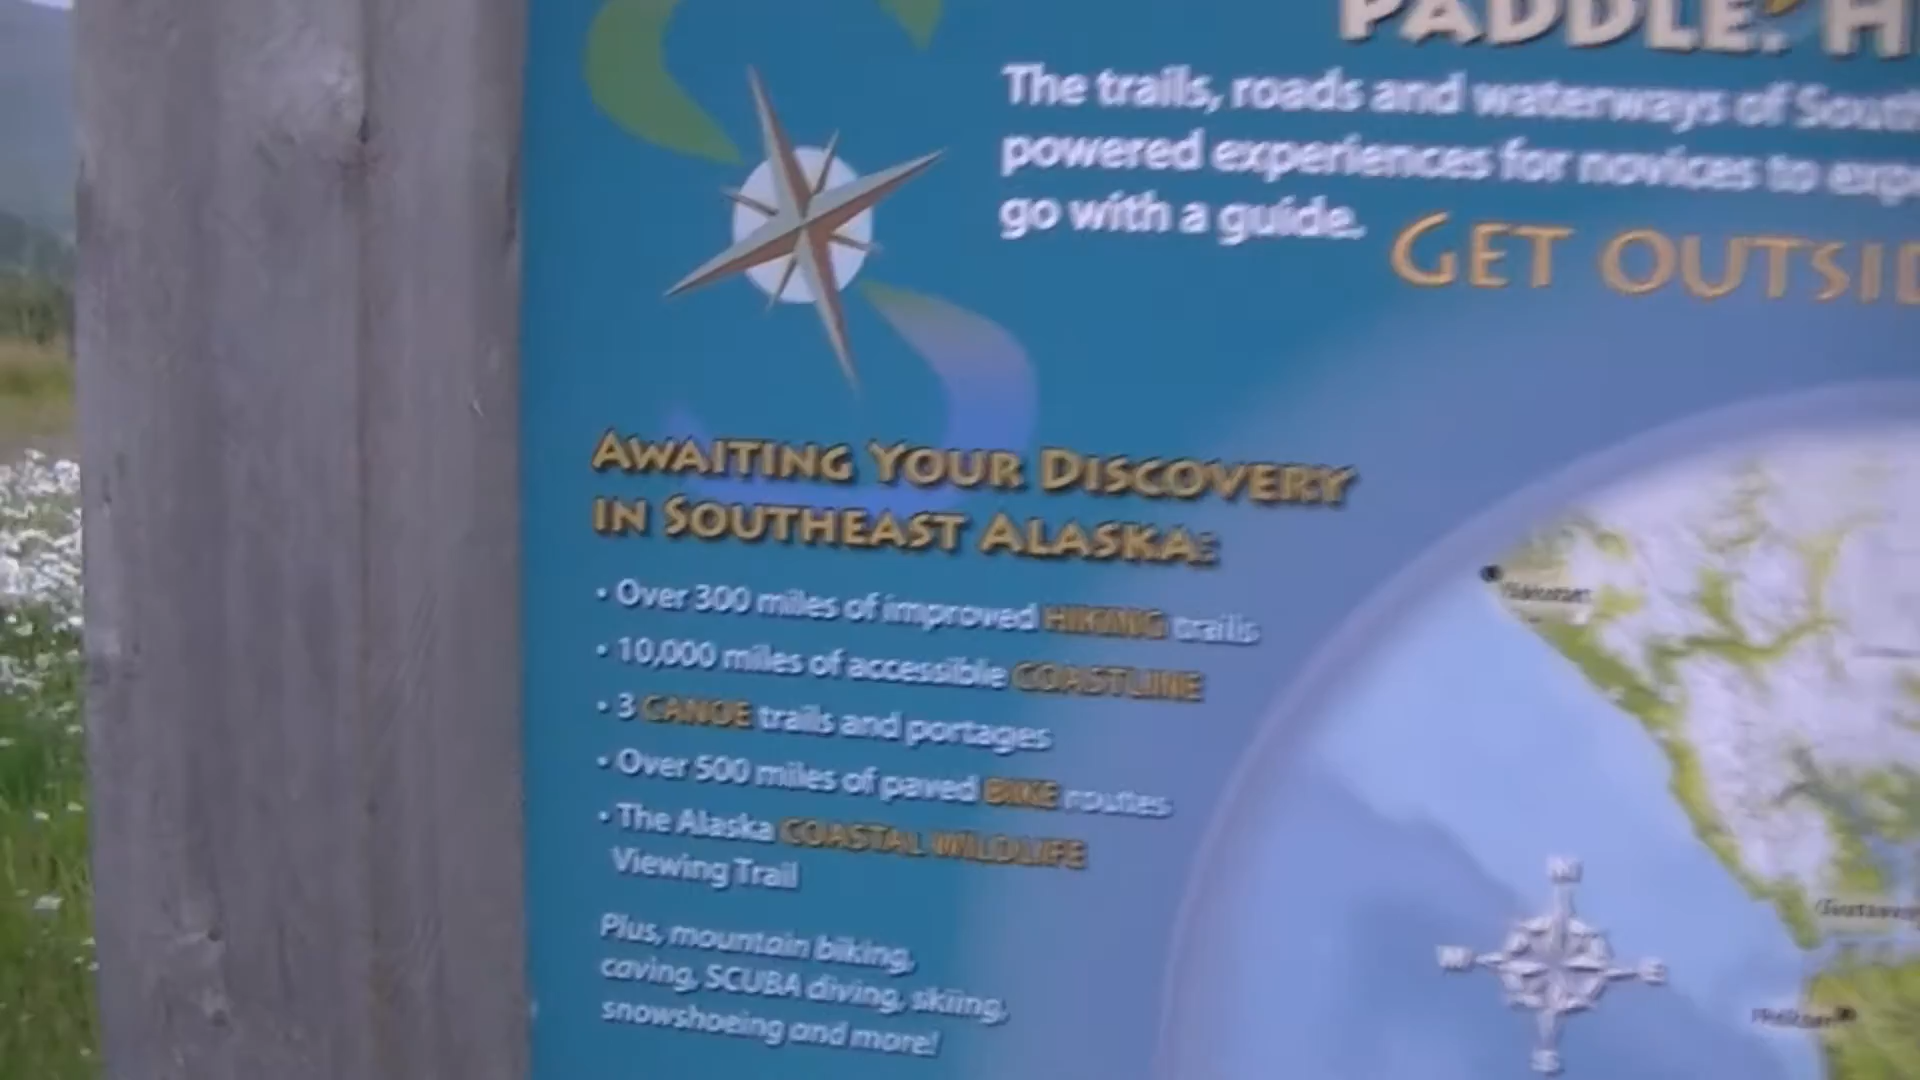 PADDLE. H
The trails, roads and waterways of South
powered experiences for novices to exp
go with a guide.
GET OUTSID
AWAITING YOUR DISCOVERY
IN SOUTHEAST ALASKA:
• Over 300 miles of improved HIKING trails
• 10,000 miles of accessible COASTLINE
• 3 CANOE trails and portages
• Over 500 miles of paved BIKE routes
• The Alaska COASTAL WILDLIFE
Viewing Trail
Plus, mountain biking,
caving, SCUBA diving, skiing,
snowshoeing and more!
N
W E
S